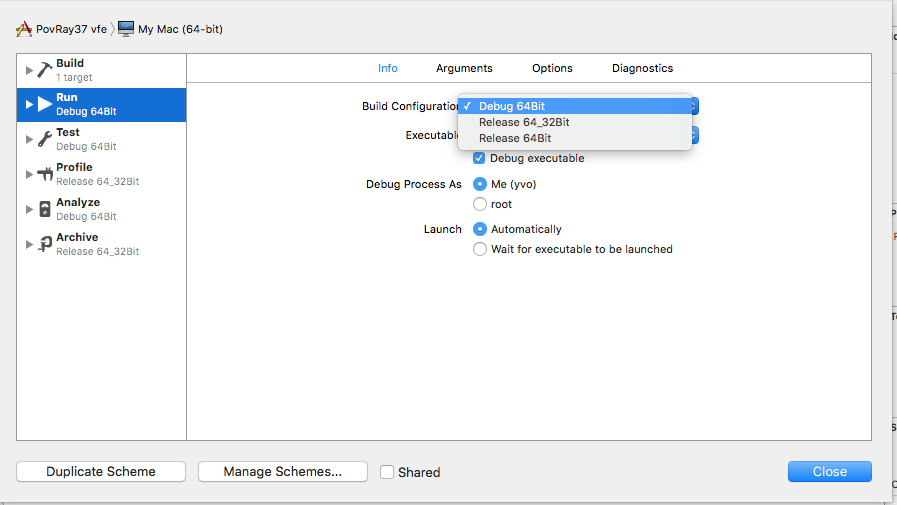 PovRay37 vfe
My Mac (64-bit)
Build
1 target
Run
Debug 64Bit
Test
Debug 64Bit
Profile
Release 64_32Bit
Analyze
Debug 64Bit
Archive
Release 64_32Bit
Info Arguments Options Diagnostics
Build Configuration
Debug 64Bit
Release 64_32Bit
Release 64Bit
Executabl
Debug executable
Debug Process As
Me (yvo)
root
Launch
Automatically
Wait for executable to be launched
Duplicate Scheme
Manage Schemes...
Shared
Close